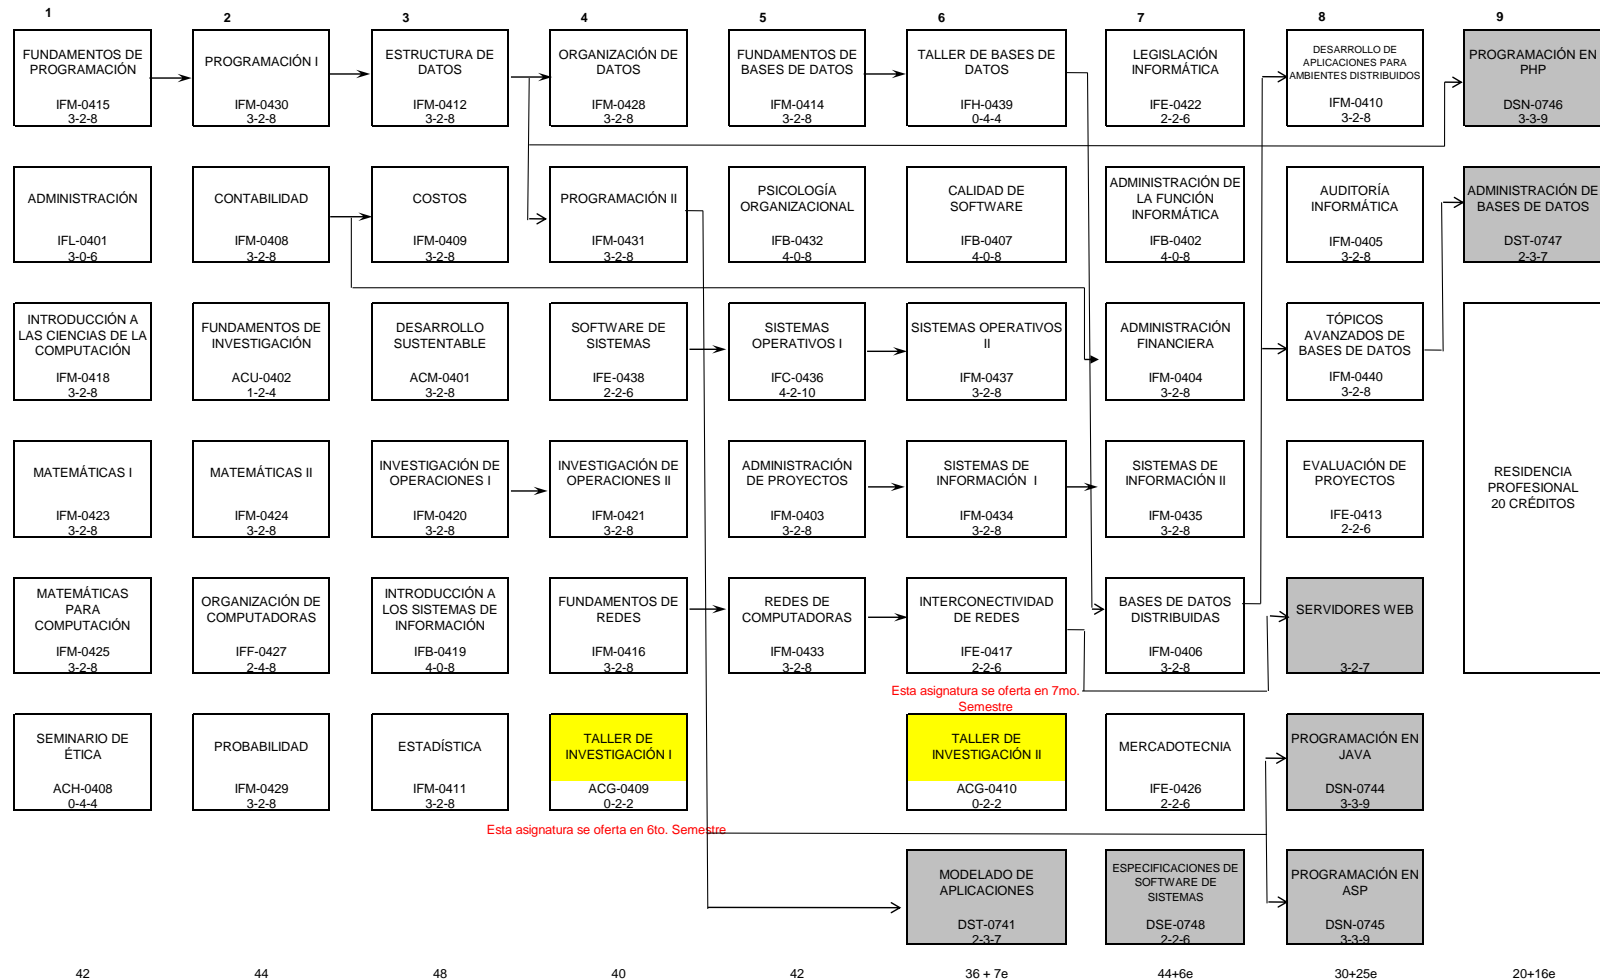 1
2
3
4
5
6
7
8
9
FUNDAMENTOS DE
PROGRAMACIÓN
IFM-0415
3-2-8
PROGRAMACIÓN I
IFM-0430
3-2-8
ESTRUCTURA DE
DATOS
IFM-0412
3-2-8
ORGANIZACIÓN DE
DATOS
IFM-0428
3-2-8
FUNDAMENTOS DE
BASES DE DATOS
IFM-0414
3-2-8
TALLER DE BASES DE
DATOS
IFH-0439
0-4-4
LEGISLACIÓN
INFORMÁTICA
IFE-0422
2-2-6
DESARROLLO DE
APLICACIONES PARA
AMBIENTES DISTRIBUIDOS
IFM-0410
3-2-8
PROGRAMACIÓN EN
PHP
DSN-0746
3-3-9
ADMINISTRACIÓN
IFL-0401
3-0-6
CONTABILIDAD
IFM-0408
3-2-8
COSTOS
IFM-0409
3-2-8
PROGRAMACIÓN II
IFM-0431
3-2-8
PSICOLOGÍA
ORGANIZACIONAL
IFB-0432
4-0-8
CALIDAD DE
SOFTWARE
IFB-0407
4-0-8
ADMINISTRACIÓN DE
LA FUNCIÓN
INFORMÁTICA
IFB-0402
4-0-8
AUDITORÍA
INFORMÁTICA
IFM-0405
3-2-8
ADMINISTRACIÓN DE
BASES DE DATOS
DST-0747
2-3-7
INTRODUCCIÓN A
LAS CIENCIAS DE LA
COMPUTACIÓN
IFM-0418
3-2-8
FUNDAMENTOS DE
INVESTIGACIÓN
ACU-0402
1-2-4
DESARROLLO
SUSTENTABLE
ACM-0401
3-2-8
SOFTWARE DE
SISTEMAS
IFE-0438
2-2-6
SISTEMAS
OPERATIVOS I
IFC-0436
4-2-10
SISTEMAS OPERATIVOS
II
IFM-0437
3-2-8
ADMINISTRACIÓN
FINANCIERA
IFM-0404
3-2-8
TÓPICOS
AVANZADOS DE
BASES DE DATOS
IFM-0440
3-2-8
RESIDENCIA
PROFESIONAL
20 CRÉDITOS
MATEMÁTICAS I
IFM-0423
3-2-8
MATEMÁTICAS II
IFM-0424
3-2-8
INVESTIGACIÓN DE
OPERACIONES I
IFM-0420
3-2-8
INVESTIGACIÓN DE
OPERACIONES II
IFM-0421
3-2-8
ADMINISTRACIÓN
DE PROYECTOS
IFM-0403
3-2-8
SISTEMAS DE
INFORMACIÓN I
IFM-0434
3-2-8
SISTEMAS DE
INFORMACIÓN II
IFM-0435
3-2-8
EVALUACIÓN DE
PROYECTOS
IFE-0413
2-2-6
MATEMÁTICAS
PARA
COMPUTACIÓN
IFM-0425
3-2-8
ORGANIZACIÓN DE
COMPUTADORAS
IFF-0427
2-4-8
INTRODUCCIÓN A
LOS SISTEMAS DE
INFORMACIÓN
IFB-0419
4-0-8
FUNDAMENTOS DE
REDES
IFM-0416
3-2-8
REDES DE
COMPUTADORAS
IFM-0433
3-2-8
INTERCONECTIVIDAD
DE REDES
IFE-0417
2-2-6
BASES DE DATOS
DISTRIBUIDAS
IFM-0406
3-2-8
SERVIDORES WEB
3-2-7
Esta asignatura se oferta en 7mo.
Semestre
SEMINARIO DE
ÉTICA
ACH-0408
0-4-4
PROBABILIDAD
IFM-0429
3-2-8
ESTADÍSTICA
IFM-0411
3-2-8
TALLER DE
INVESTIGACIÓN I
ACG-0409
0-2-2
TALLER DE
INVESTIGACIÓN II
ACG-0410
0-2-2
MERCADOTECNIA
IFE-0426
2-2-6
PROGRAMACIÓN EN
JAVA
DSN-0744
3-3-9
Esta asignatura se oferta en 6to. Semestre
MODELADO DE
APLICACIONES
DST-0741
2-3-7
ESPECIFICACIONES DE
SOFTWARE DE
SISTEMAS
DSE-0748
2-2-6
PROGRAMACIÓN EN
ASP
DSN-0745
3-3-9
42
44
48
40
42
36 + 7e
44+6e
30+25e
20+16e